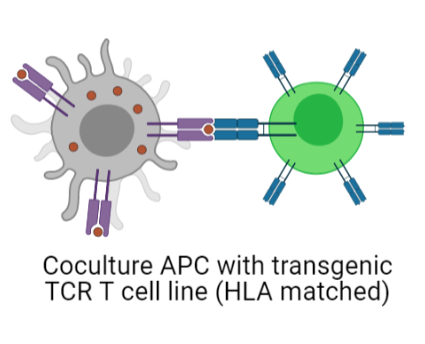 Coculture APC with transgenic
TCR T cell line (HLA matched)